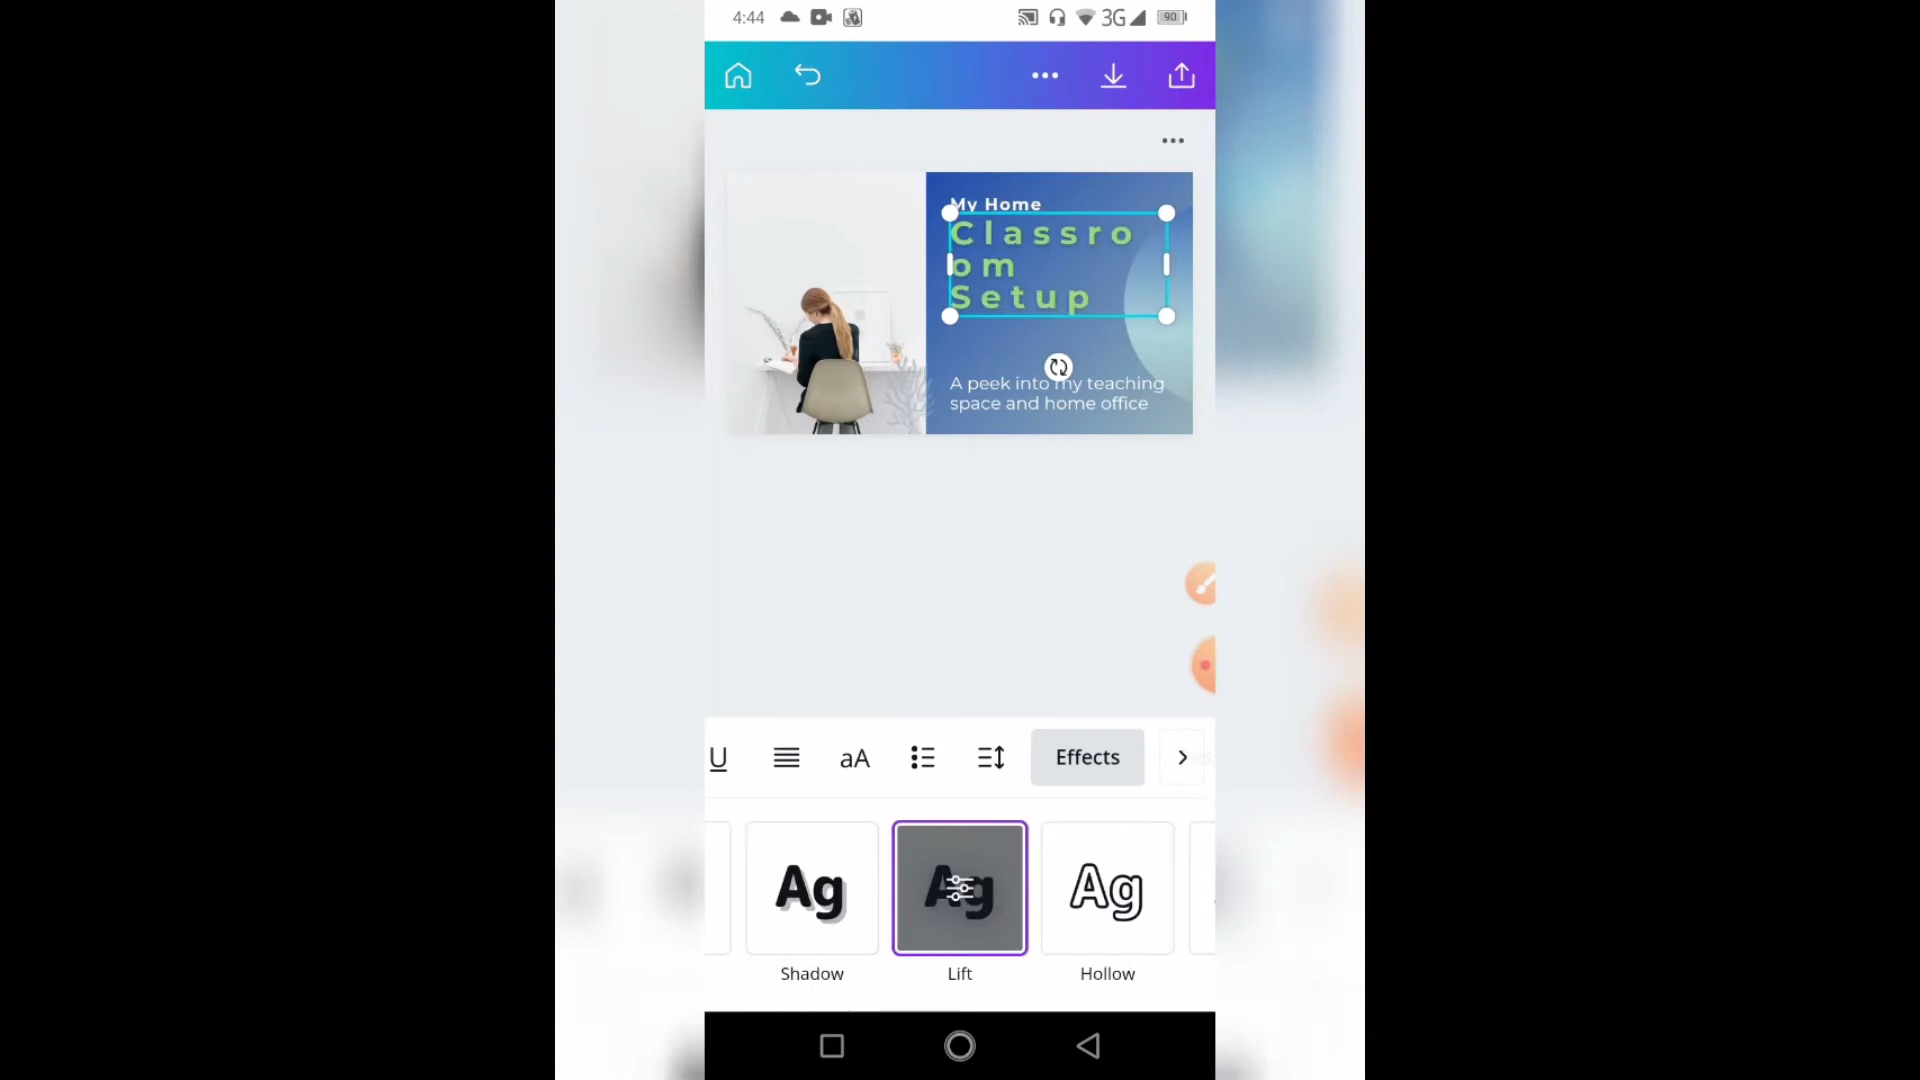 4:44
3G
90
My Home
Classro
om
Setup
A peek into my teaching
space and home office
U
aA
Effects
Ag
Ag
Ag
Shadow
Lift
Hollow